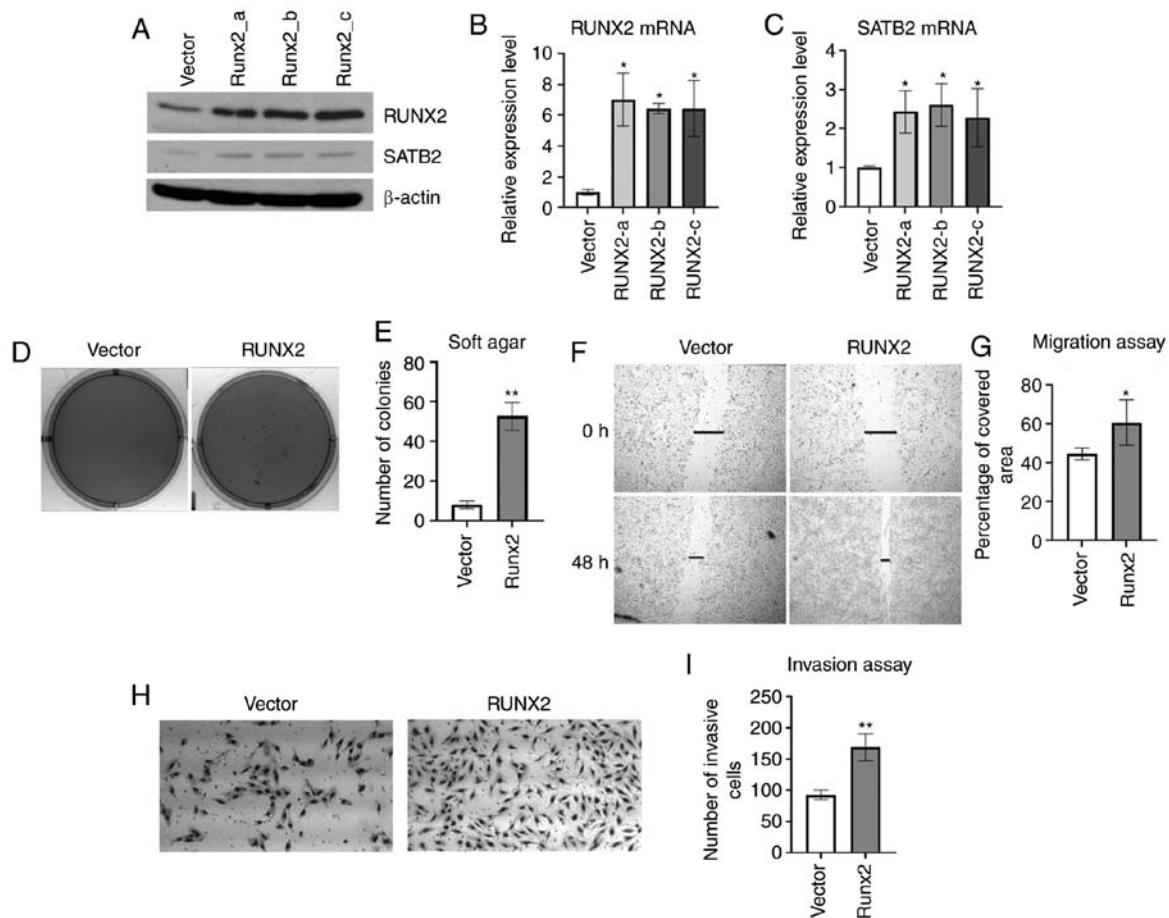 A
Vector
Runx2_a
Runx2_b
Runx2_c
RUNX2
SATB2
β-actin
B
RUNX2 mRNA
Relative expression level
10
8
6
4
2
0
*
*
*
Vector
RUNX2-a
RUNX2-b
RUNX2-c
C
SATB2 mRNA
Relative expression level
4
3
2
1
0
*
*
*
Vector
RUNX2-a
RUNX2-b
RUNX2-c
D
Vector
RUNX2
E
Soft agar
Number of colonies
80
60
40
20
0
**
Vector
Runx2
F
Vector
RUNX2
0 h
48 h
G
Migration assay
Percentage of covered
area
80
60
40
20
0
*
Vector
Runx2
H
Vector
RUNX2
I
Invasion assay
Number of invasive
cells
250
200
150
100
50
0
**
Vector
Runx2